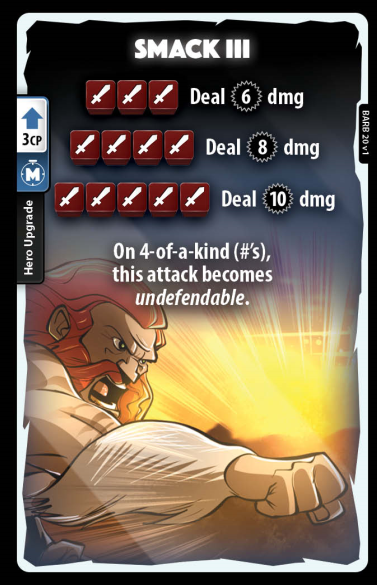 SMACK III
Deal 6 dmg
Deal 8 dmg
Deal 10 dmg
On 4-of-a-kind (#'s),
this attack becomes
undefendable.
3CP
M
Hero Upgrade
BARB 20 v1